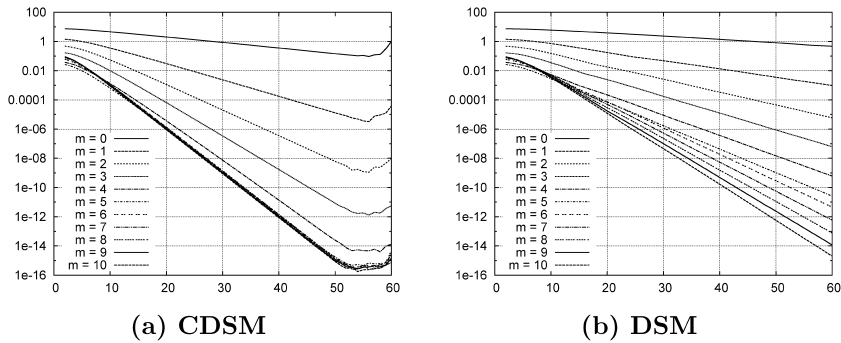 100
1
0.01
0.0001
1e-06
1e-08
1e-10
1e-12
1e-14
1e-16
m = 0
m = 1
m = 2
m = 3
m = 4
m = 5
m = 6
m = 7
m = 8
m = 9
m = 10
0 10 20 30 40 50 60
(a) CDSM
100
1
0.01
0.0001
1e-06
1e-08
1e-10
1e-12
1e-14
1e-16
m = 0
m = 1
m = 2
m = 3
m = 4
m = 5
m = 6
m = 7
m = 8
m = 9
m = 10
0 10 20 30 40 50 60
(b) DSM